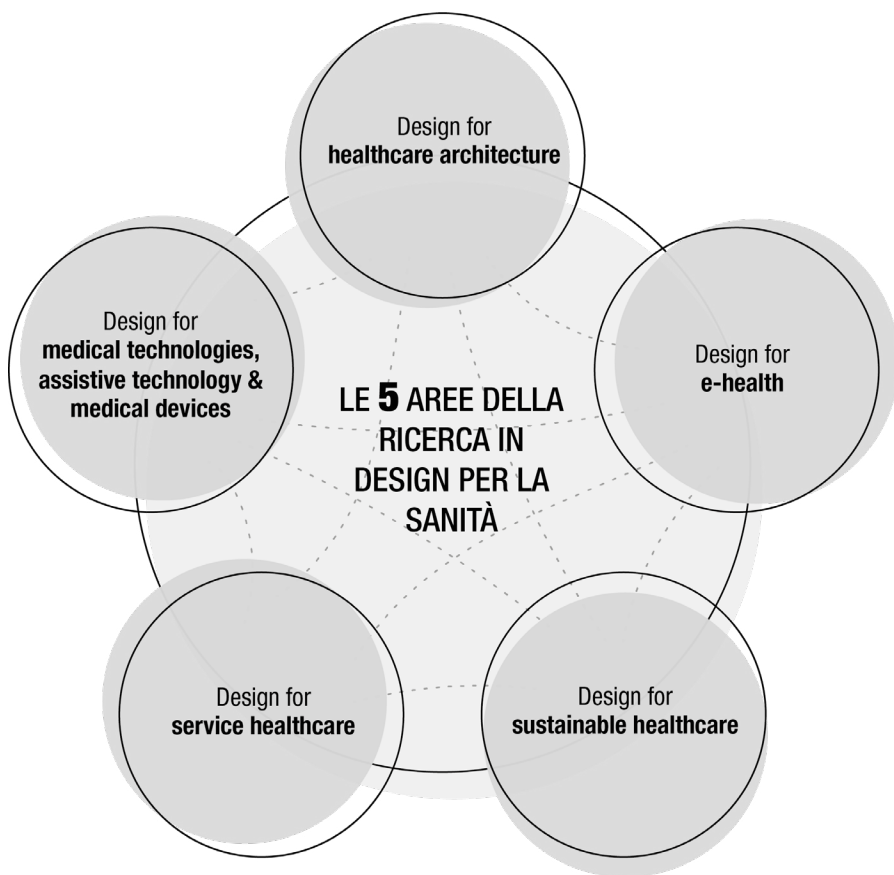 Design for
healthcare architecture
Design for
medical technologies,
assistive technology &
medical devices
Design for
e-health
LE 5 AREE DELLA
RICERCA IN
DESIGN PER LA
SANITÀ
Design for
service healthcare
Design for
sustainable healthcare